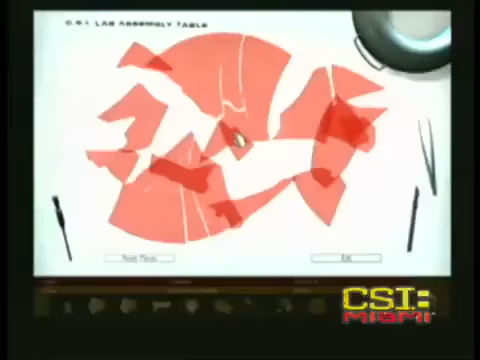 C.S.I. LAB ASSEMBLY TABLE
Reset Pieces
Exit
CSI:
MIAMI